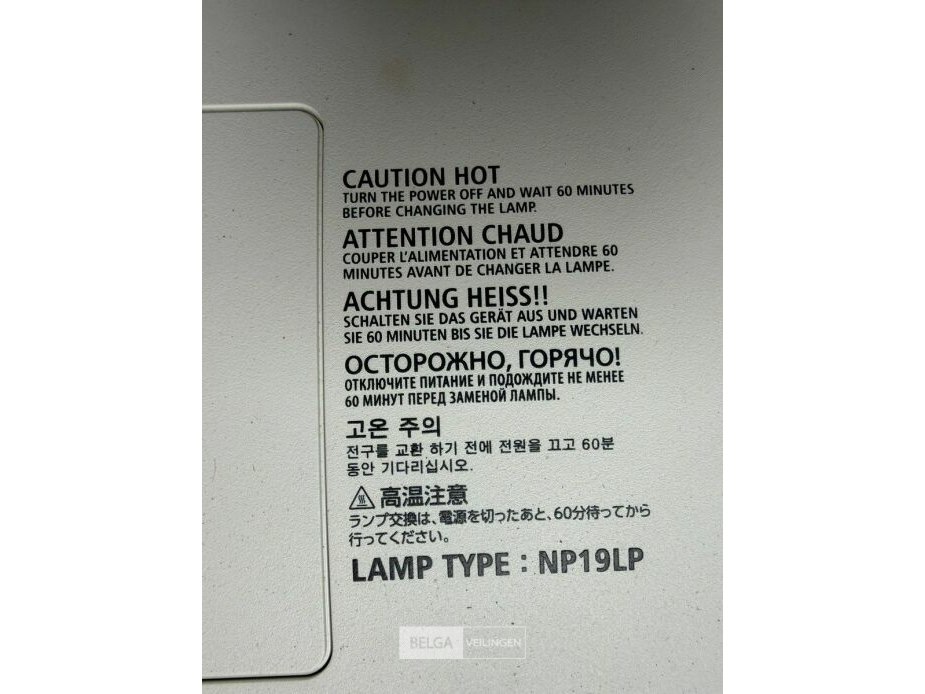 CAUTION HOT
TURN THE POWER OFF AND WAIT 60 MINUTES
BEFORE CHANGING THE LAMP.
ATTENTION CHAUD
COUPER L'ALIMENTATION ET ATTENDRE 60
MINUTES AVANT DE CHANGER LA LAMPE.
ACHTUNG HEISS!!
SCHALTEN SIE DAS GERÄT AUS UND WARTEN
SIE 60 MINUTEN BIS SIE DIE LAMPE WECHSELN.
ОСТОРОЖНО, ГОРЯЧО!
ОТКЛЮЧИТЕ ПИТАНИЕ И ПОДОЖДИТЕ НЕ МЕНЕЕ
60 МИНУТ ПЕРЕД ЗАМЕНОЙ ЛАМПЫ.
고온 주의
전구를 교환 하기 전에 전원을 끄고 60분
동안 기다리십시오.
高温注意
ランプ交換は、電源を切ったあと、60分待ってから
行ってください。
LAMP TYPE : NP19LP
BELGA VEILINGEN